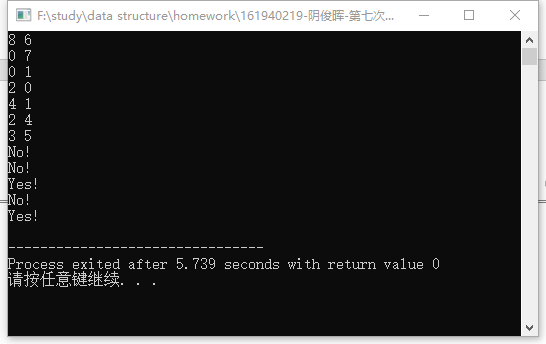 F:\study\data structure\homework\161940219-阴俊晖-第七次...
8 6
0 7
0 1
2 0
4 1
2 4
3 5
No!
No!
Yes!
No!
Yes!
--------------------------------
Process exited after 5.739 seconds with return value 0
请按任意键继续. . .